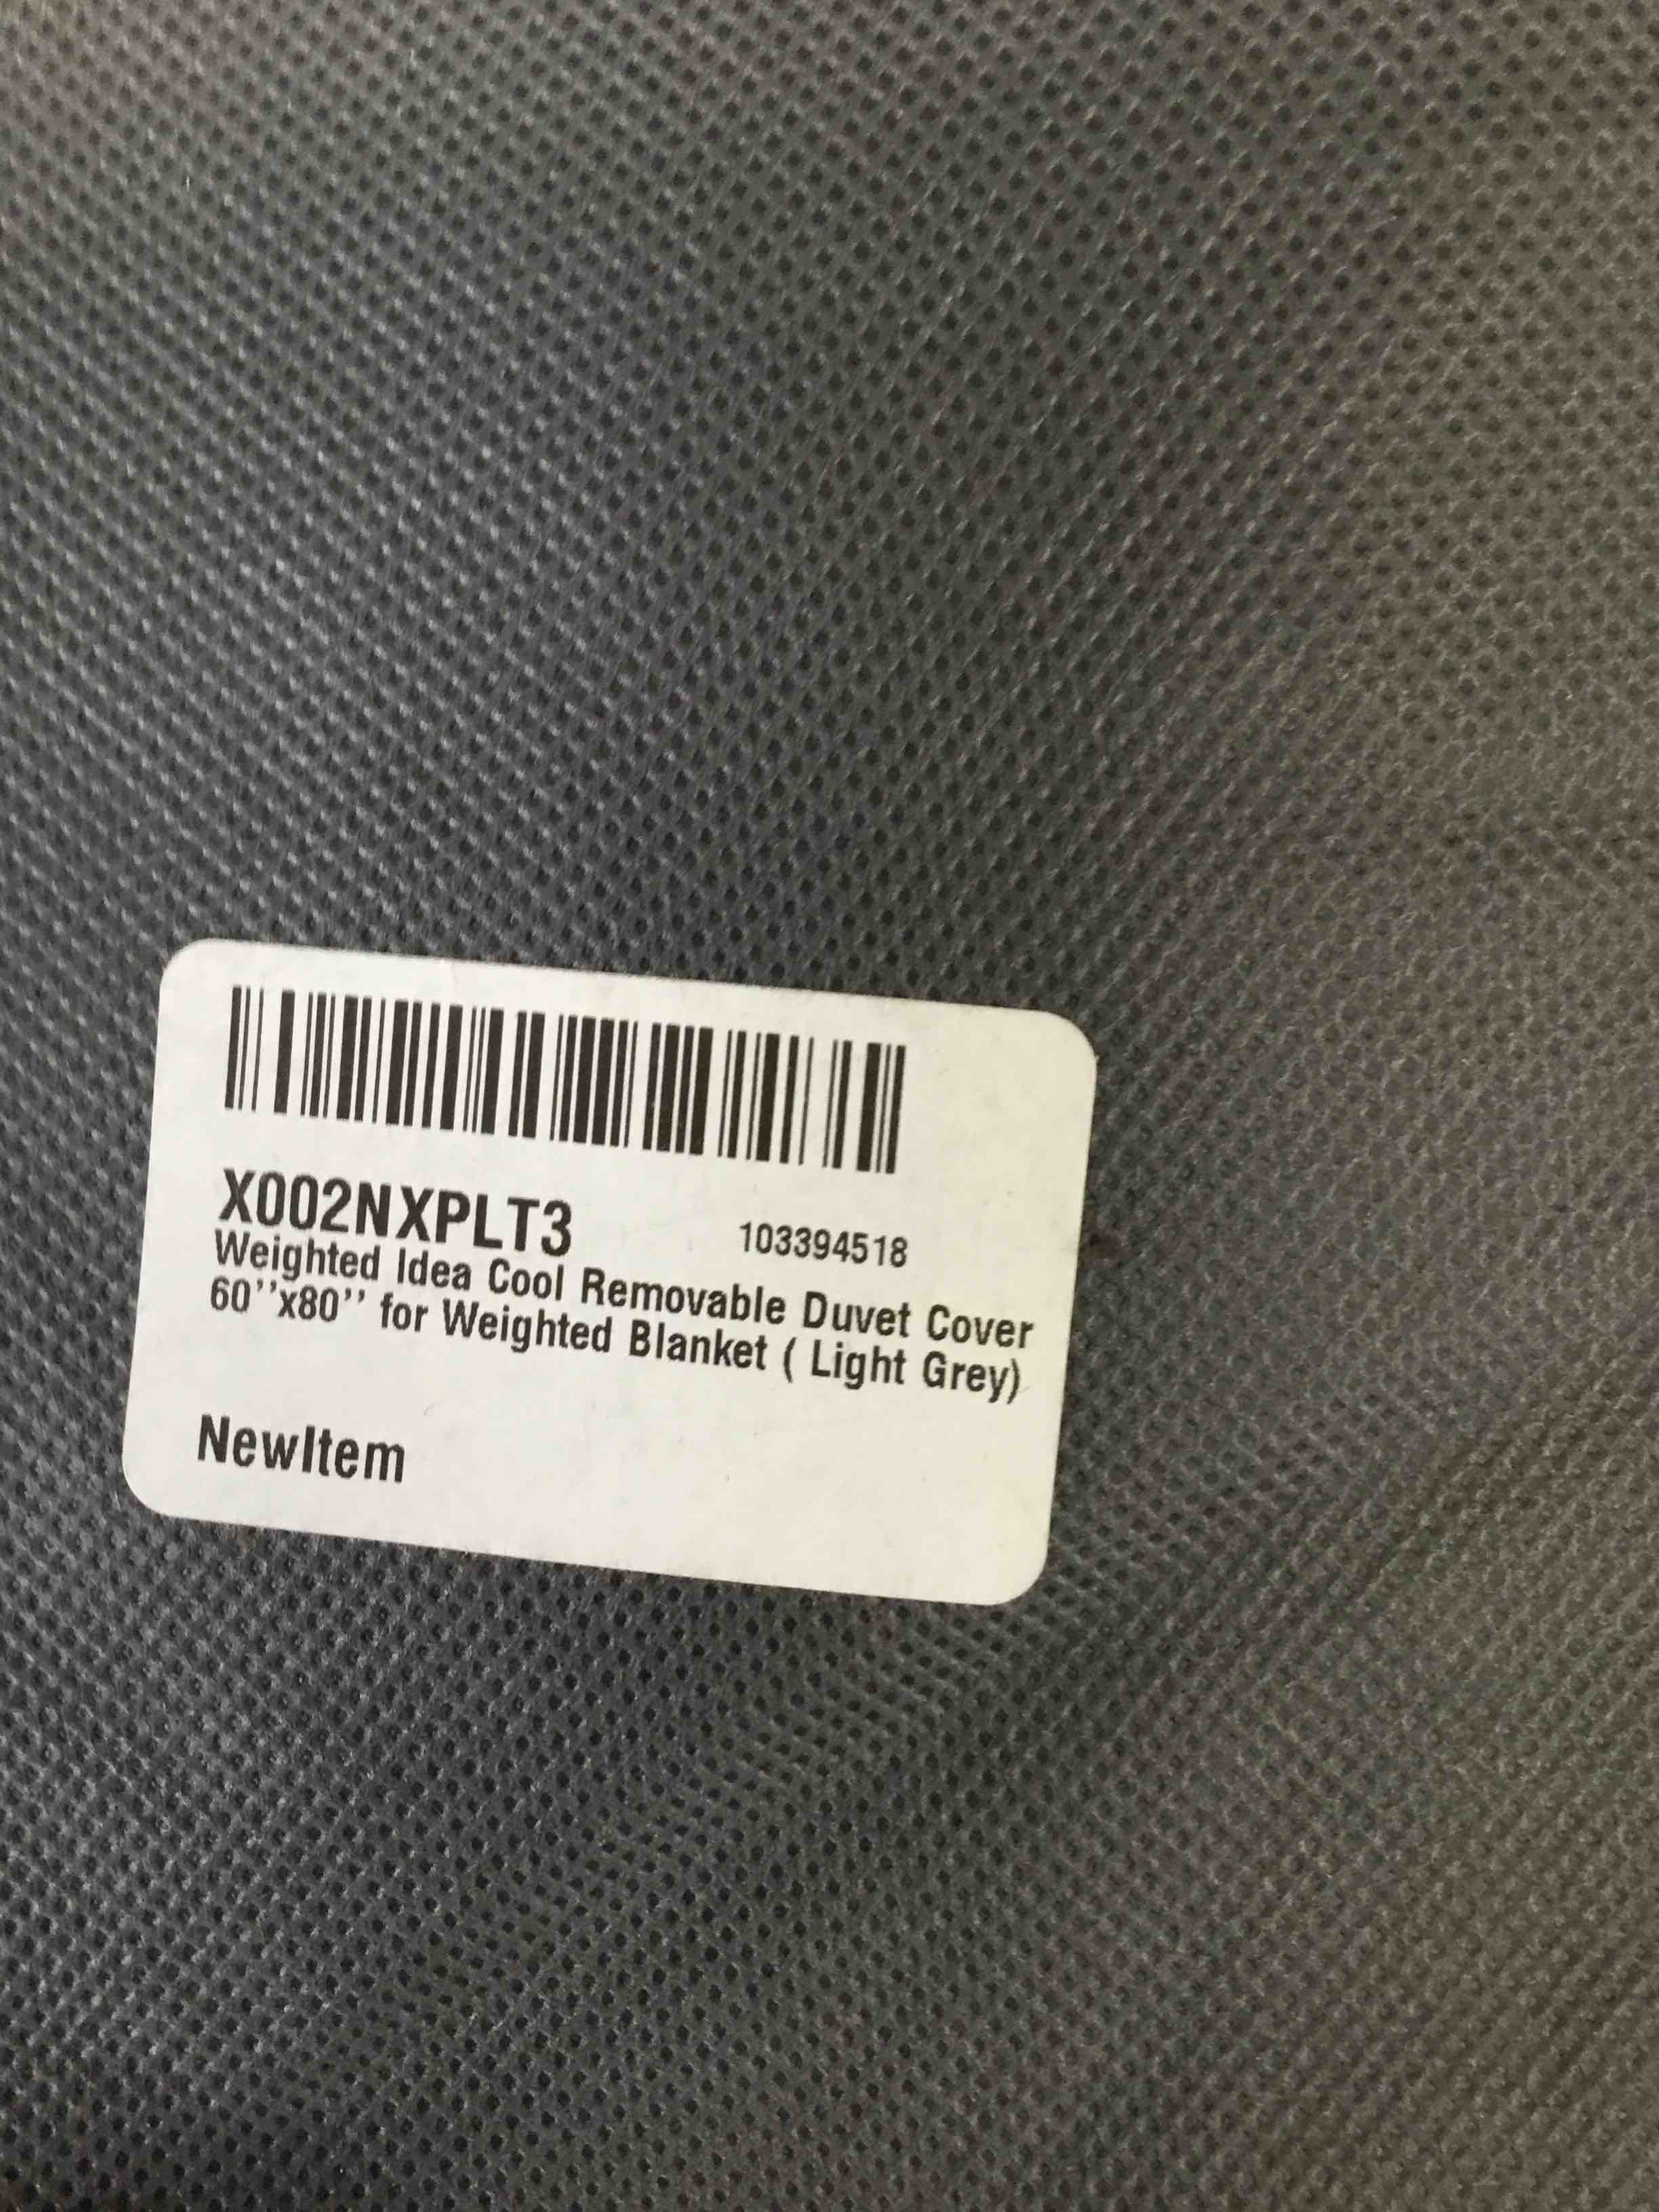 X002NXPLT3 103394518
Weighted Idea Cool Removable Duvet Cover
60''x80'' for Weighted Blanket ( Light Grey)
NewItem